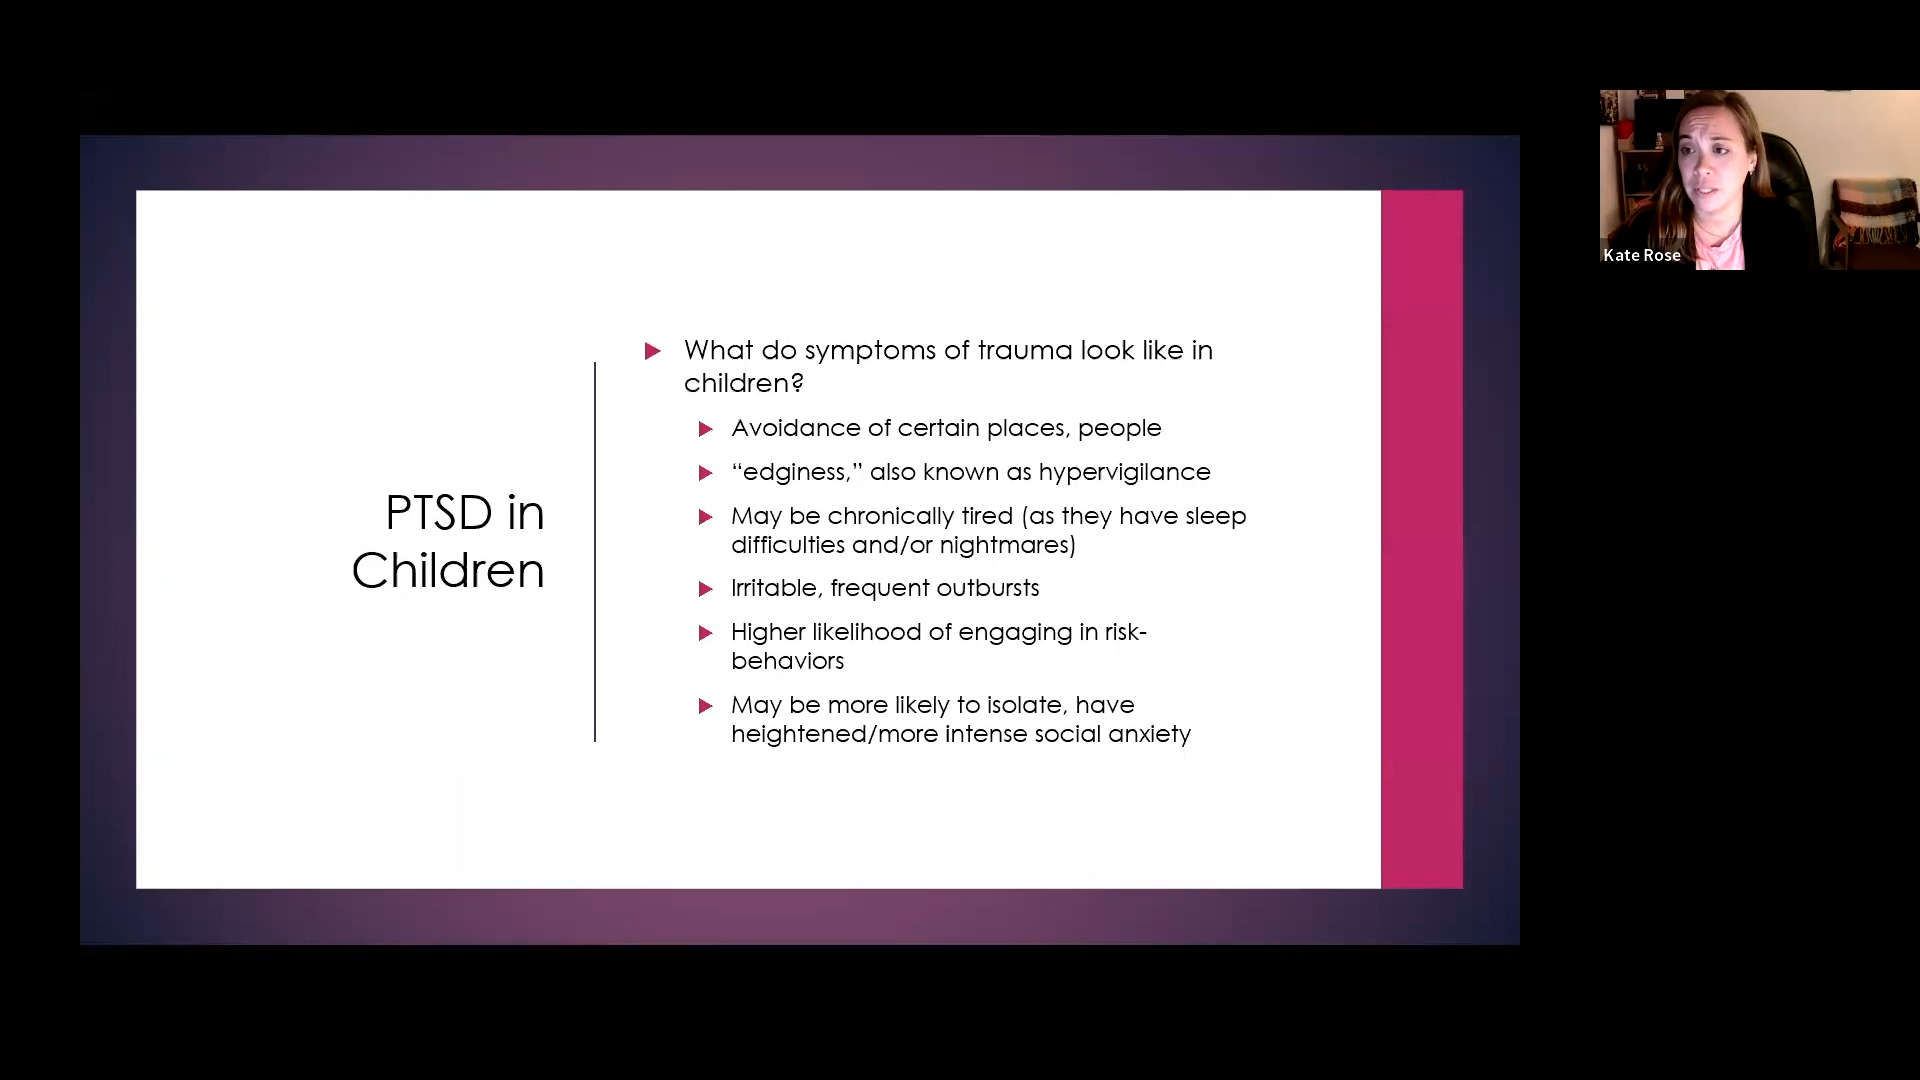 PTSD in
Children
What do symptoms of trauma look like in
children?
Avoidance of certain places, people
“edginess,” also known as hypervigilance
May be chronically tired (as they have sleep
difficulties and/or nightmares)
Irritable, frequent outbursts
Higher likelihood of engaging in risk-
behaviors
May be more likely to isolate, have
heightened/more intense social anxiety
Kate Rose